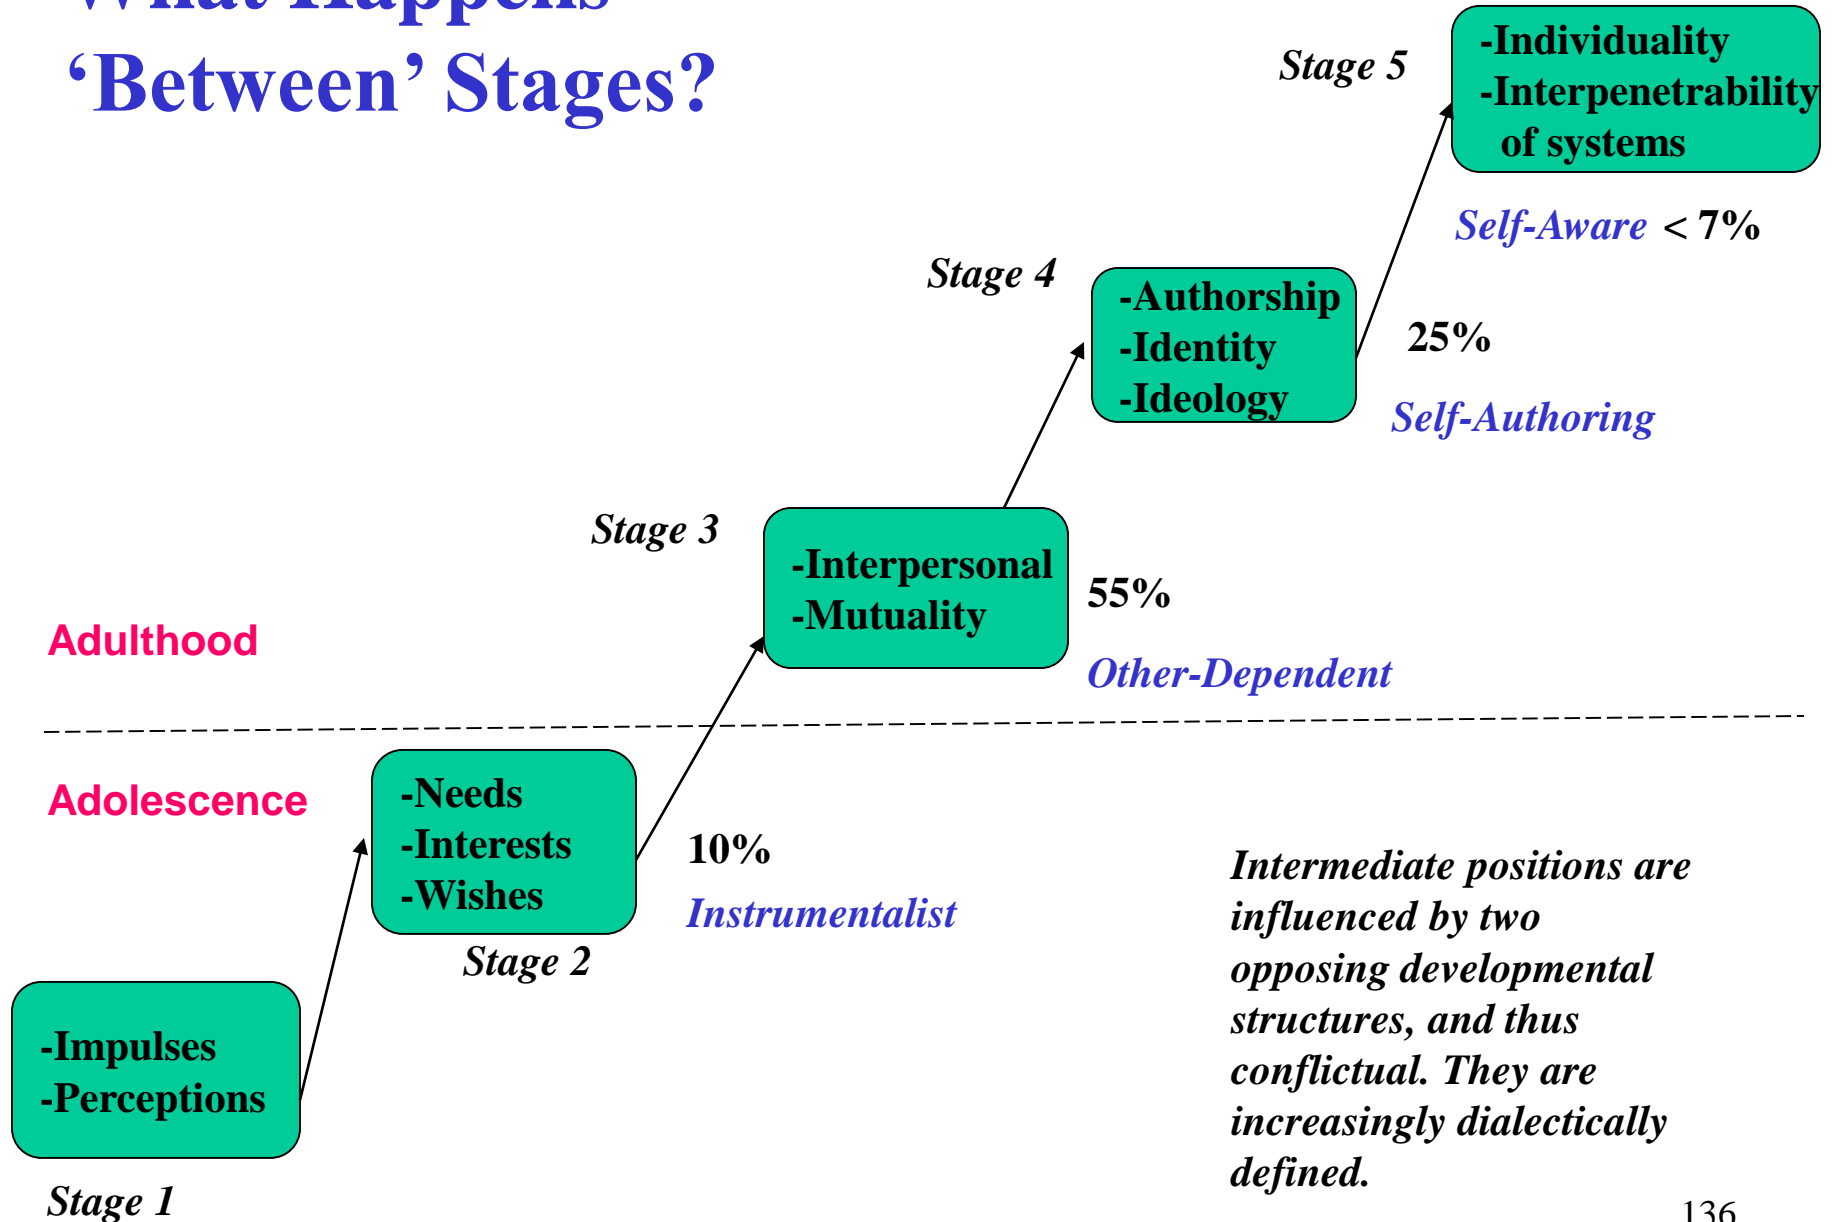 What Happens
‘Between’ Stages?
Stage 5
-Individuality
-Interpenetrability
of systems
Self-Aware < 7%
Stage 4
-Authorship
-Identity
-Ideology
25%
Self-Authoring
Stage 3
-Interpersonal
-Mutuality
55%
Other-Dependent
Adulthood
Adolescence
-Needs
-Interests
-Wishes
Stage 2
10%
Instrumentalist
-Impulses
-Perceptions
Stage 1
Intermediate positions are
influenced by two
opposing developmental
structures, and thus
conflictual. They are
increasingly dialectically
defined.
136